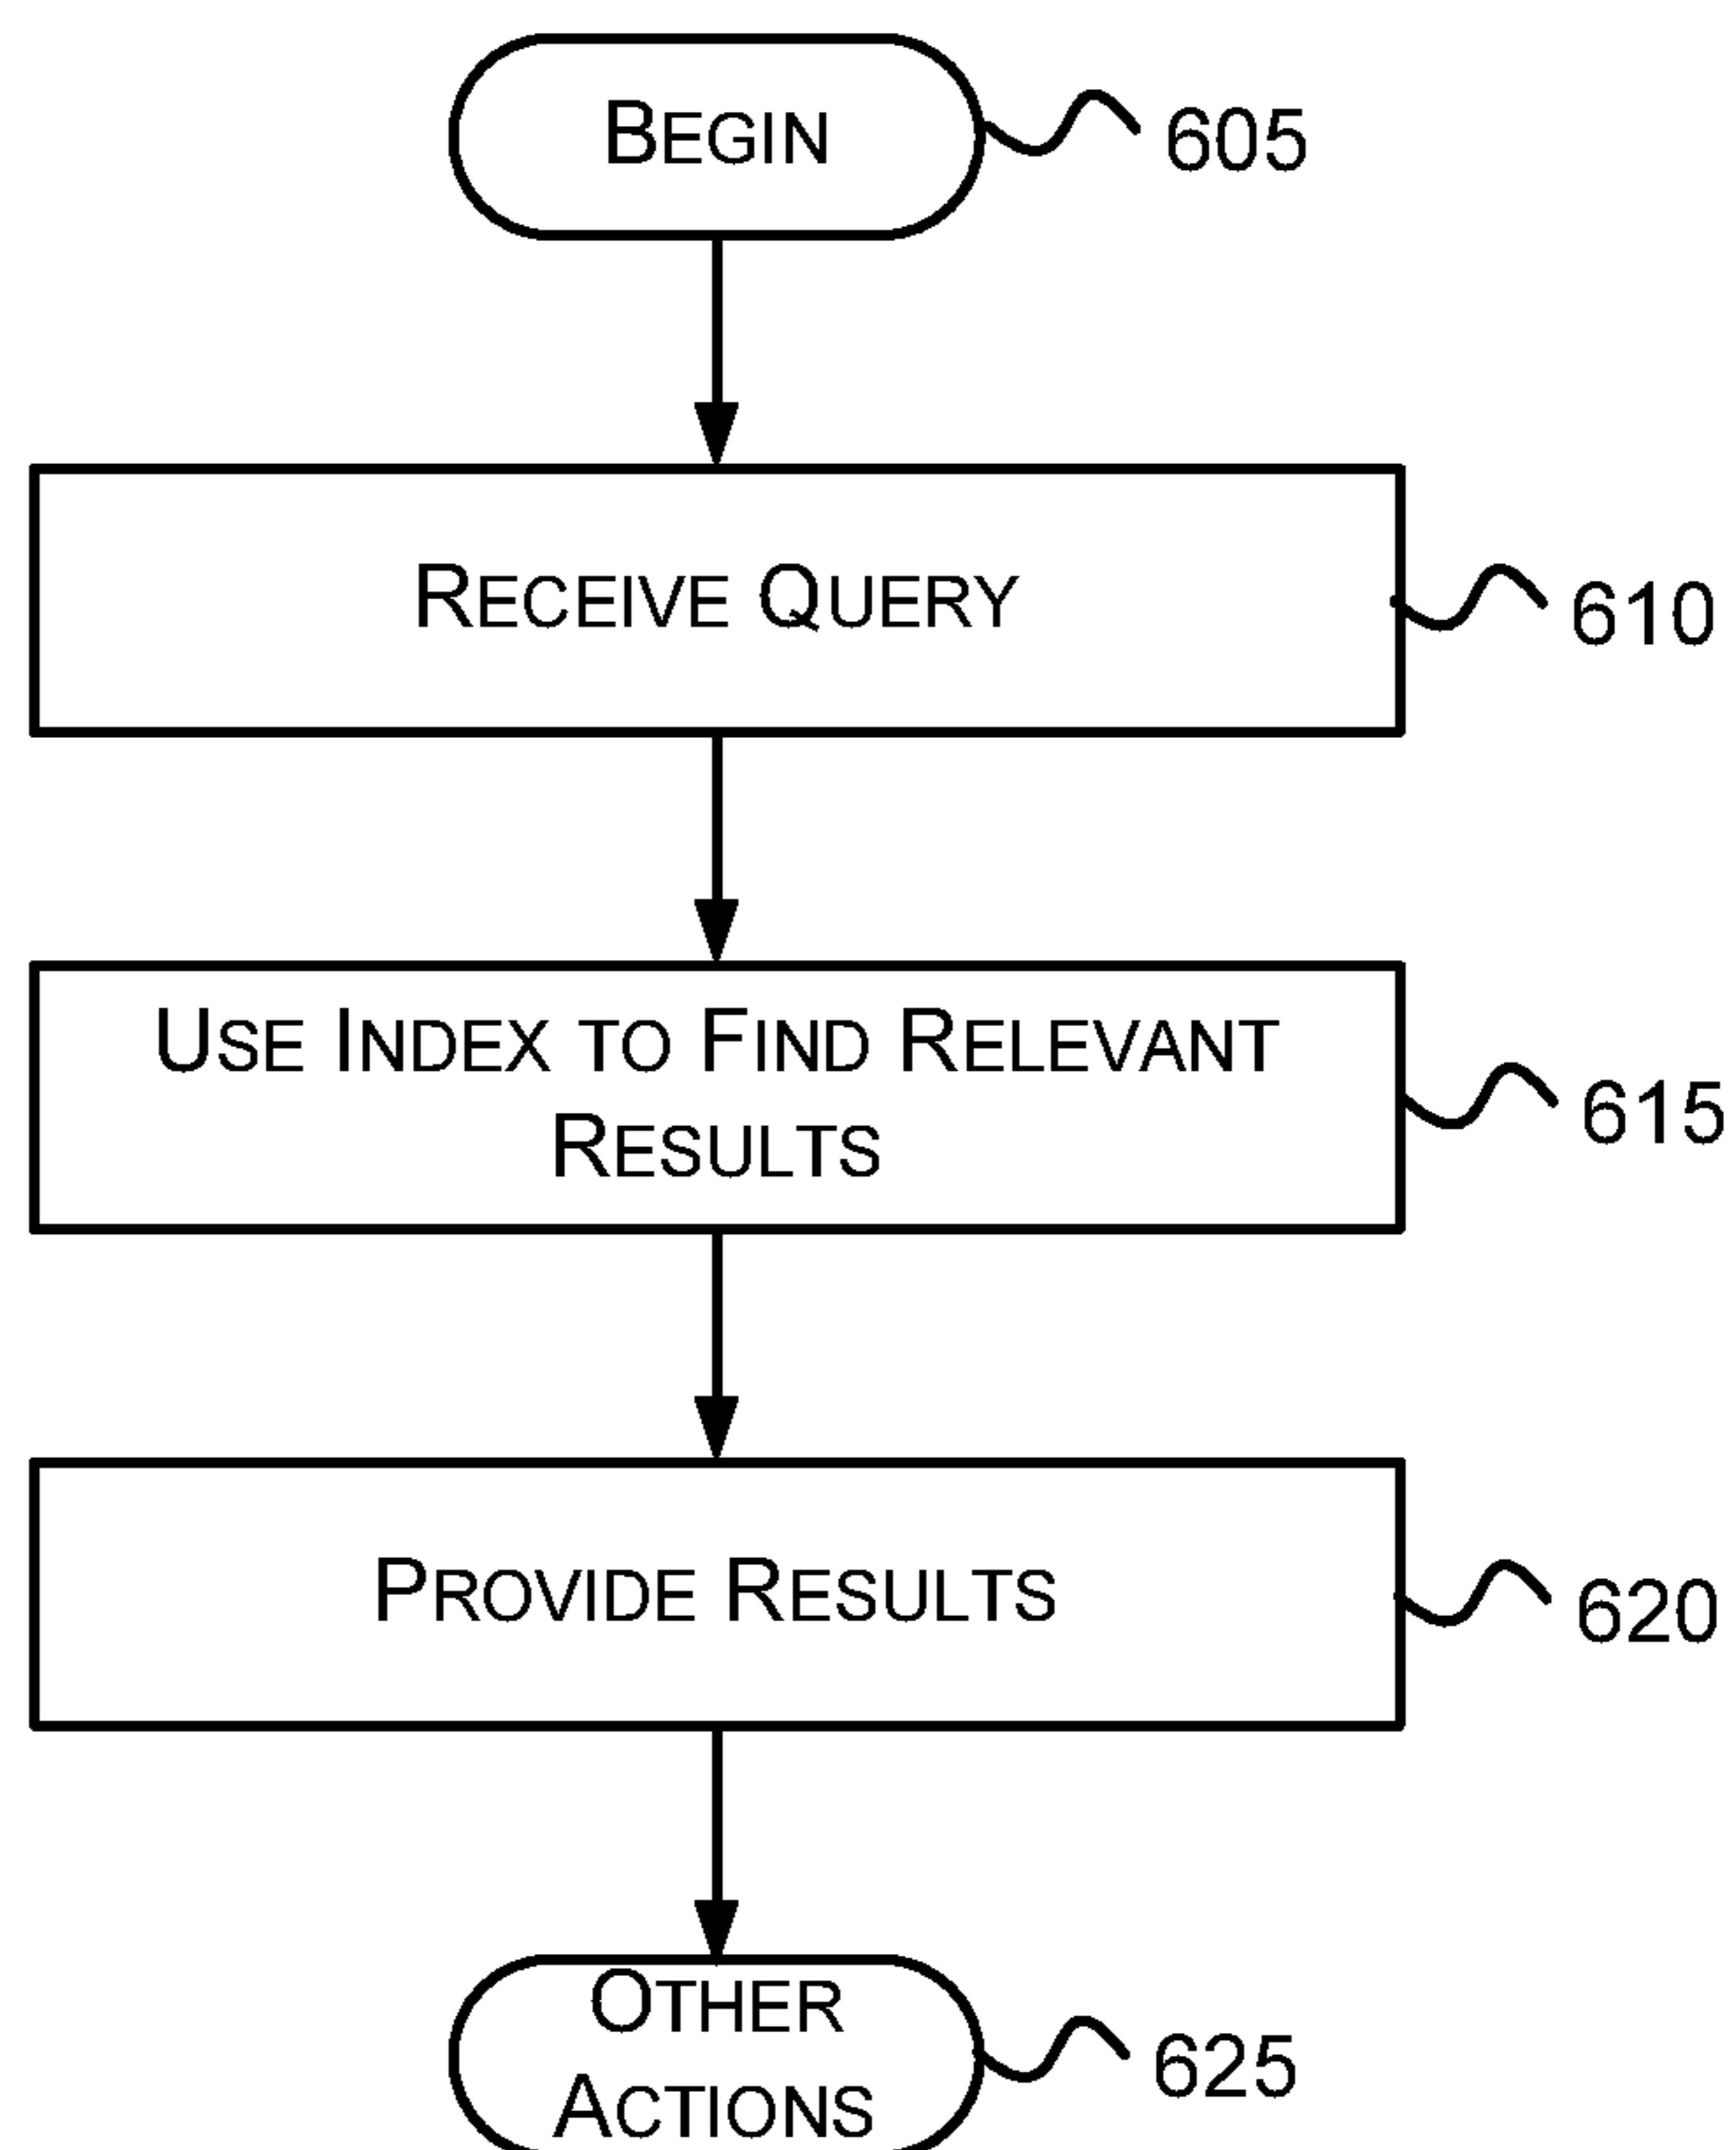 BEGIN
605
RECEIVE QUERY
610
USE INDEX TO FIND RELEVANT
RESULTS
615
PROVIDE RESULTS
620
OTHER
ACTIONS
625